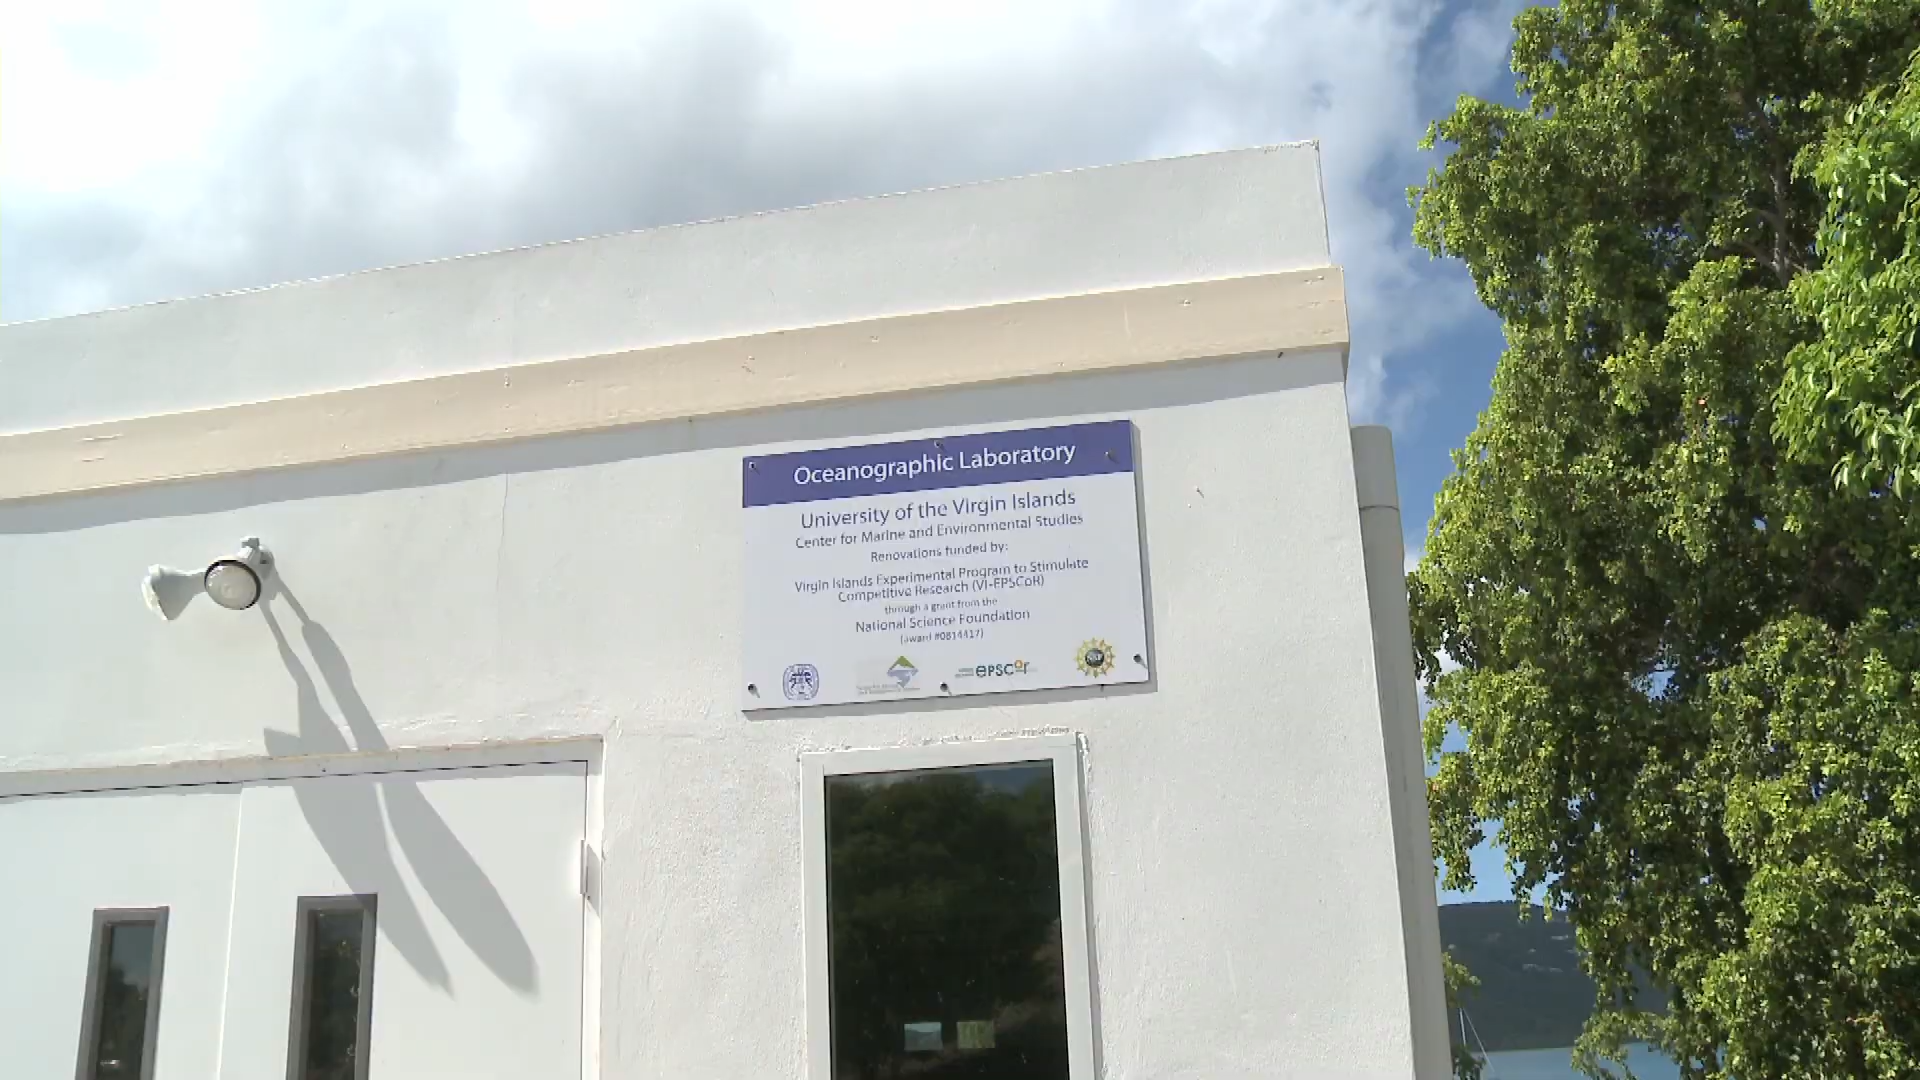 Oceanographic Laboratory
University of the Virgin Islands
Center for Marine and Environmental Studies
Renovations funded by:
Virgin Islands Experimental Program to Stimulate
Competitive Research (VI-EPSCoR)
through a grant from the
National Science Foundation
(award #0814417)
EPSCoR
NSF